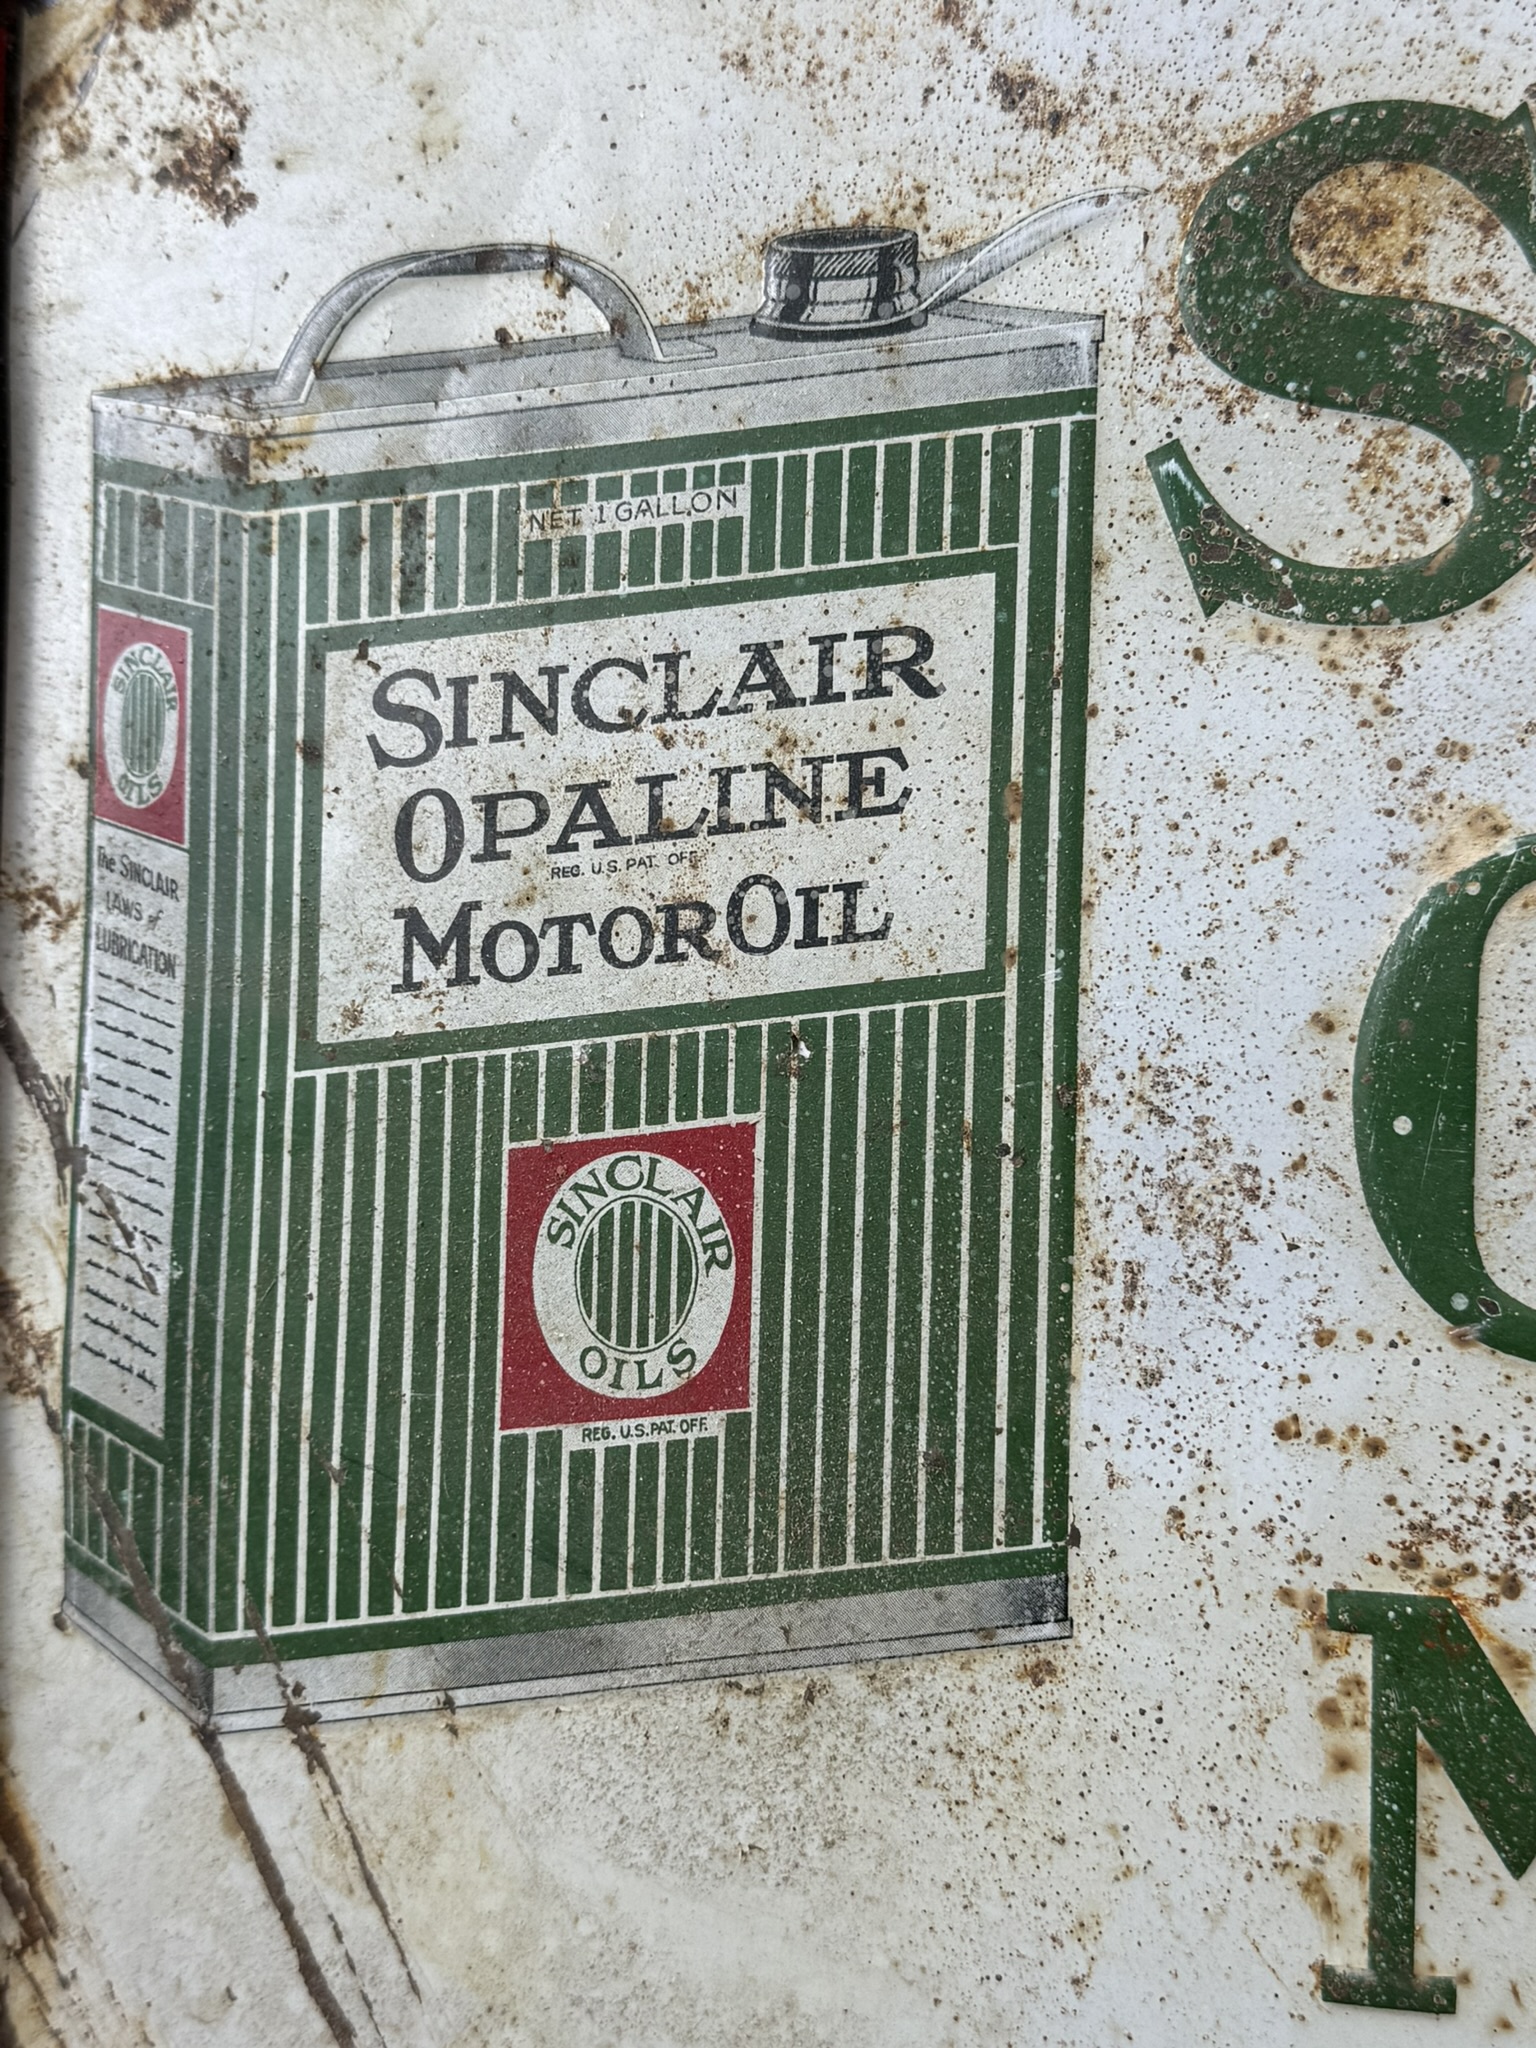 NET 1 GALLON
SINCLAIR
OPALINE
REG. U.S. PAT. OFF.
MOTOR OIL
SINCLAIR
OILS
REG. U.S. PAT. OFF.
SINCLAIR
OILS
The SINCLAIR
LAWS of
LUBRICATION
S
O
M